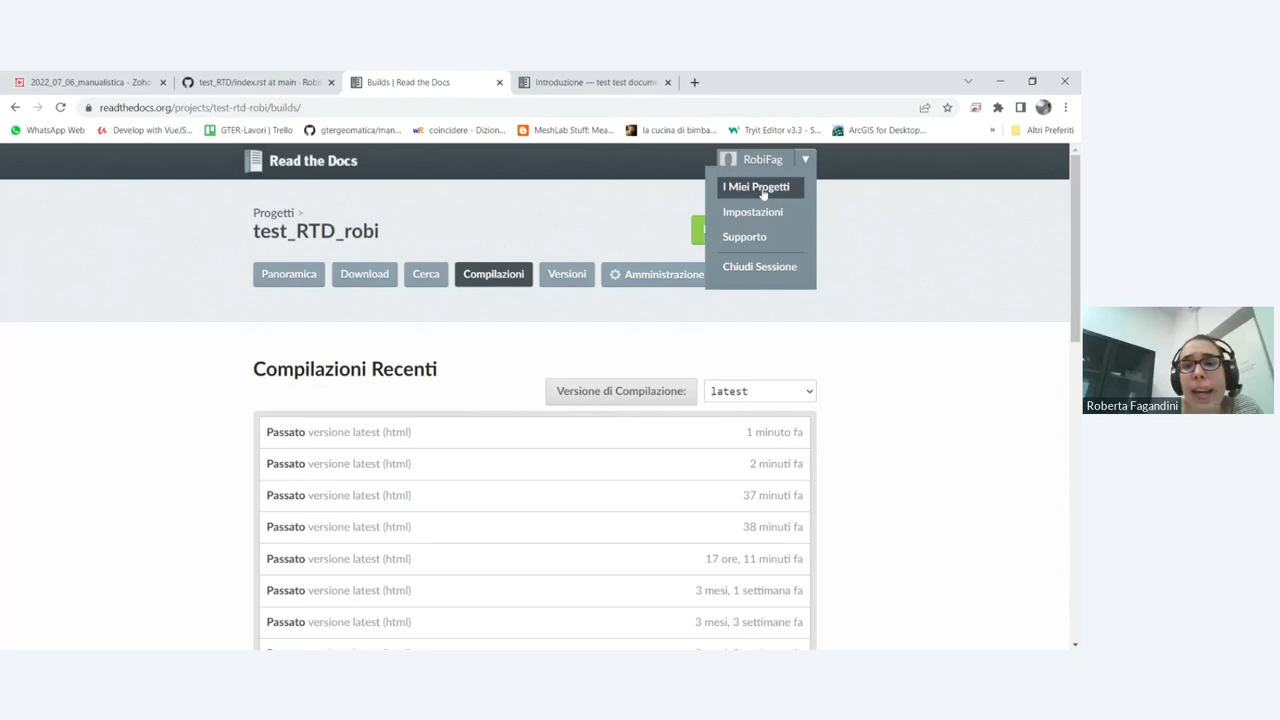 2022_07_06_manualistica - Zoho
test_RTD/index.rst at main · Robi
Builds | Read the Docs
Introduzione — test test docume
readthedocs.org/projects/test-rtd-robi/builds/
WhatsApp Web
Develop with VueJS...
GTER-Lavori | Trello
gtergeomatica/man...
coincidere - Dizion...
MeshLab Stuff: Mea...
la cucina di bimba...
Tryit Editor v3.3 - S...
ArcGIS for Desktop...
»
Altri Preferiti
Read the Docs
RobiFag
I Miei Progetti
Impostazioni
Supporto
Chiudi Sessione
Progetti >
test_RTD_robi
Panoramica
Download
Cerca
Compilazioni
Versioni
Amministrazione
Compilazioni Recenti
Versione di Compilazione:
latest
Passato versione latest (html) 1 minuto fa
Passato versione latest (html) 2 minuti fa
Passato versione latest (html) 37 minuti fa
Passato versione latest (html) 38 minuti fa
Passato versione latest (html) 17 ore, 11 minuti fa
Passato versione latest (html) 3 mesi, 1 settimana fa
Passato versione latest (html) 3 mesi, 3 settimane fa
Roberta Fagandini